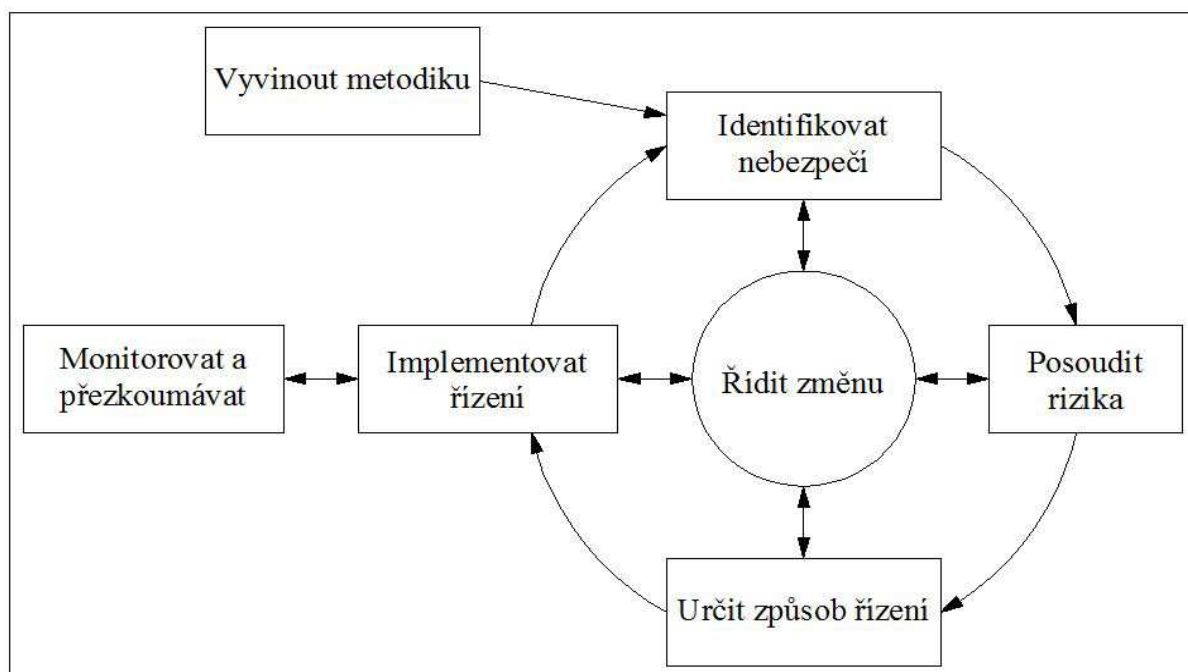 Vyvinout metodiku
Identifikovat
nebezpečí
Monitorovat a
přezkoumávat
Implementovat
řízení
Řídit změnu
Posoudit
rizika
Určit způsob řízení